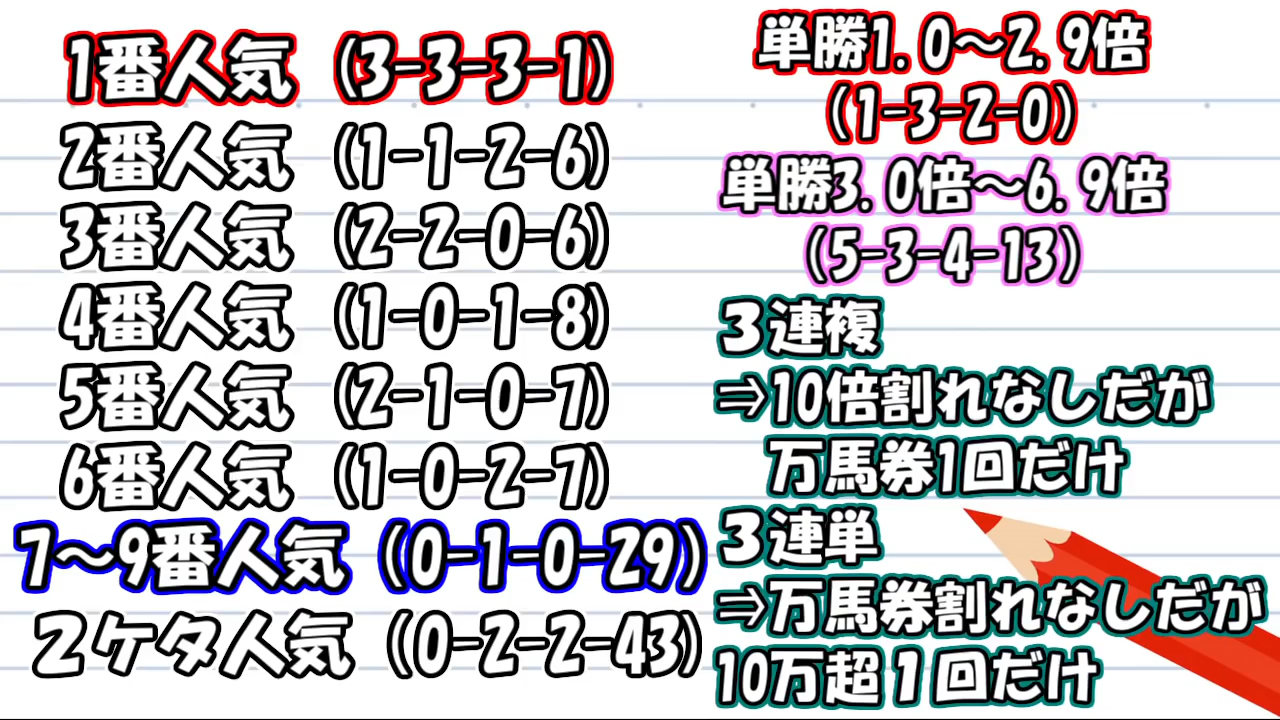 1番人気 (3-3-3-1)
2番人気 (1-1-2-6)
3番人気 (2-2-0-6)
4番人気 (1-0-1-8)
5番人気 (2-1-0-7)
6番人気 (1-0-2-7)
7～9番人気 (0-1-0-29)
２ケタ人気 (0-2-2-43)
単勝1.0～2.9倍
(1-3-2-0)
単勝3.0倍～6.9倍
(5-3-4-13)
３連複
⇒10倍割れなしだが
万馬券1回だけ
３連単
⇒万馬券割れなしだが
10万超１回だけ